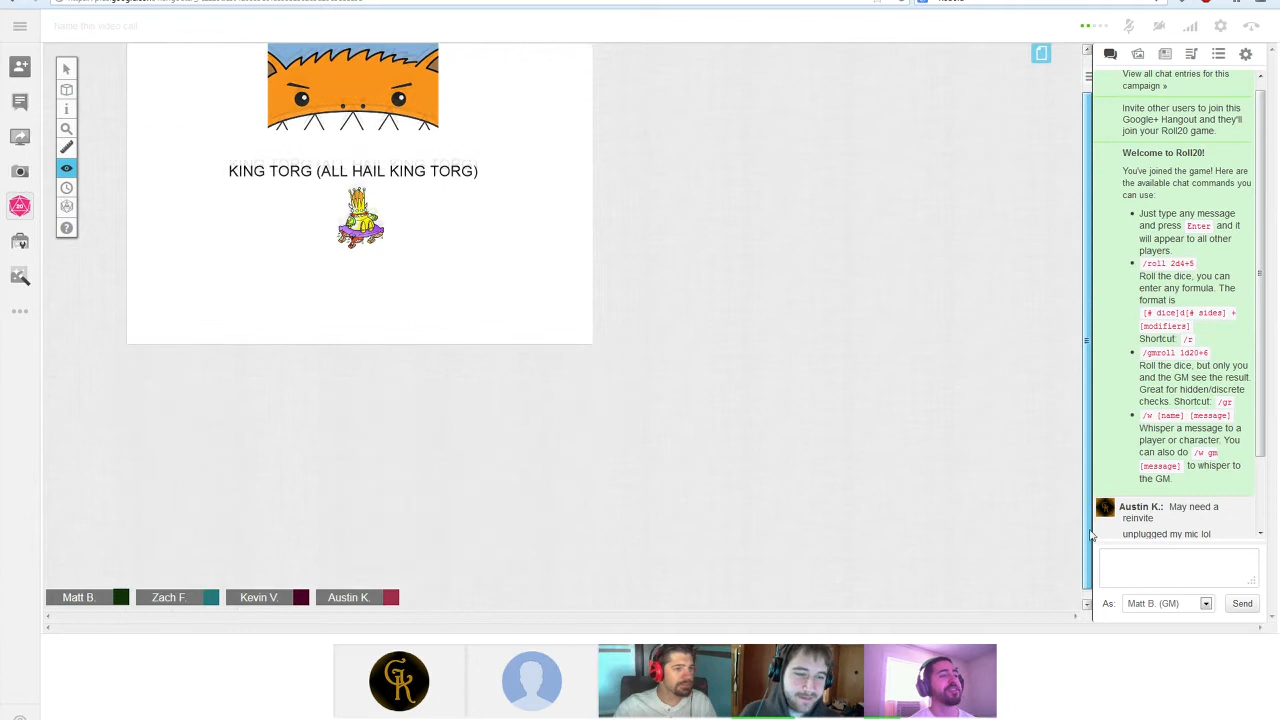 Name this video call
KING TORG (ALL HAIL KING TORG)
View all chat entries for this
campaign »
Invite other users to join this
Google+ Hangout and they'll
join your Roll20 game.
Welcome to Roll20!
You've joined the game! Here are
the available chat commands you
can use:
Just type any message
and press Enter and it
will appear to all other
players.
/roll 2d4+5
Roll the dice, you can
enter any formula. The
format is
[# dice]d[# sides] +
[modifiers]
Shortcut: /r
/gmroll 1d20+6
Roll the dice, but only you
and the GM see the result.
Great for hidden/discrete
checks. Shortcut: /gr
/w [name] [message]
Whisper a message to a
player or character. You
can also do /w gm
[message] to whisper to
the GM.
Austin K.: May need a
reinvite
unplugged my mic lol
As: Matt B. (GM) Send
Matt B. Zach F. Kevin V. Austin K.
20
GK